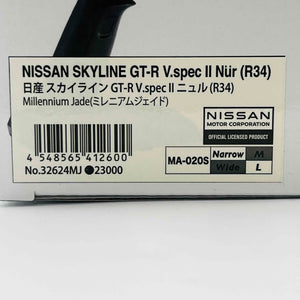 NISSAN SKYLINE GT-R V.spec II Nür (R34)
日産 スカイライン GT-R V.spec II ニュル (R34)
Millennium Jade(ミレニアムジェイド)
NISSAN
MOTOR CORPORATION
OFFICIAL LICENSED PRODUCT
4 548565 412600
No.32624MJ ●23000
MA-020S Narrow M
Wide L